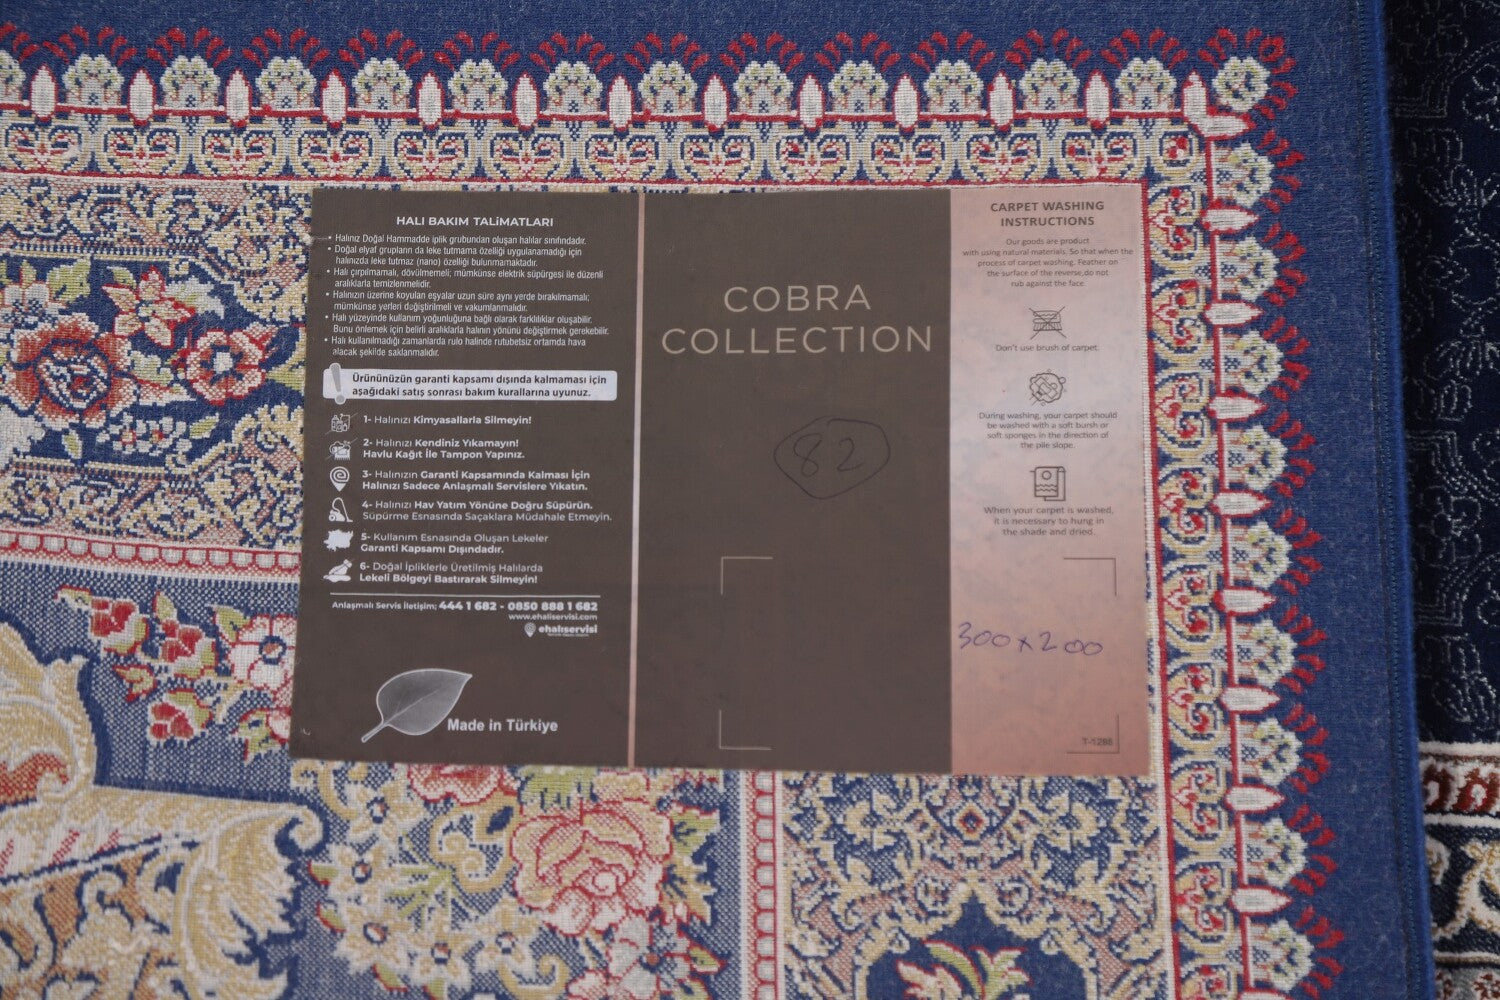 HALI BAKIM TALİMATLARI
• Halınız Doğal Hammadde iplik grubundan oluşan halılar sınıfındadır.
• Doğal elyaf grupların da leke tutmama özelliği uygulanamadığı için
halınızda leke tutmaz (nano) özelliği bulunmamaktadır.
• Halı çırpılmamalı, dövülmemeli; mümkünse elektrik süpürgesi ile düzenli
aralıklarla temizlenmelidir.
• Halınızın üzerine koyulan eşyalar uzun süre aynı yerde bırakılmamalı;
mümkünse yerleri değiştirilmeli ve vakumlanmalıdır.
• Halı yüzeyinde kullanım yoğunluğuna bağlı olarak farklılıklar oluşabilir.
Bunu önlemek için belirli aralıklarla halının yönünü değiştirmek gerekebilir.
• Halı kullanılmadığı zamanlarda rulo halinde rutubetsiz ortamda hava
alacak şekilde saklanmalıdır.
Ürününüzün garanti kapsamı dışında kalmaması için
aşağıdaki satış sonrası bakım kurallarına uyunuz.
1- Halınızı Kimyasallarla Silmeyin!
2- Halınızı Kendiniz Yıkamayın!
Havlu Kağıt İle Tampon Yapınız.
3- Halınızın Garanti Kapsamında Kalması İçin
Halınızı Sadece Anlaşmalı Servislere Yıkatın.
4- Halınızı Hav Yatım Yönüne Doğru Süpürün.
Süpürme Esnasında Saçaklara Müdahale Etmeyin.
5- Kullanım Esnasında Oluşan Lekeler
Garanti Kapsamı Dışındadır.
6- Doğal İpliklerle Üretilmiş Halılarda
Lekeli Bölgeyi Bastırarak Silmeyin!
Anlaşmalı Servis İletişim: 444 1 682 - 0850 888 1 682
www.ehaliservisi.com
ehalıservisi
Made in Türkiye
COBRA
COLLECTION
82
CARPET WASHING
INSTRUCTIONS
Our goods are product
with using natural materials. So that when the
process of carpet washing. Feather on
the surface of the reverse,do not
rub against the face.
Don't use brush of carpet.
During washing, your carpet should
be washed with a soft bursh or
soft sponges in the direction of
the pile slope.
When your carpet is washed,
it is necessary to hung in
the shade and dried.
300x200
T-1295